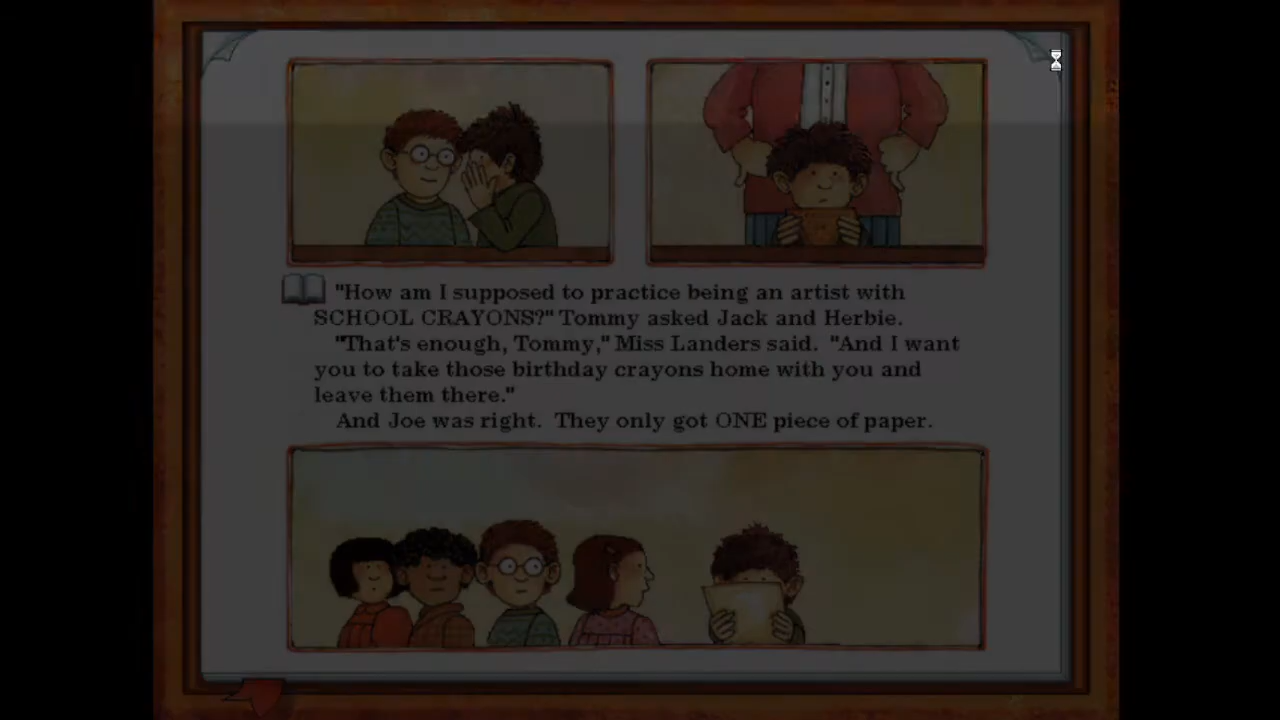 "How am I supposed to practice being an artist with
SCHOOL CRAYONS?" Tommy asked Jack and Herbie.
"That's enough, Tommy," Miss Landers said.  "And I want
you to take those birthday crayons home with you and
leave them there."
And Joe was right.  They only got ONE piece of paper.